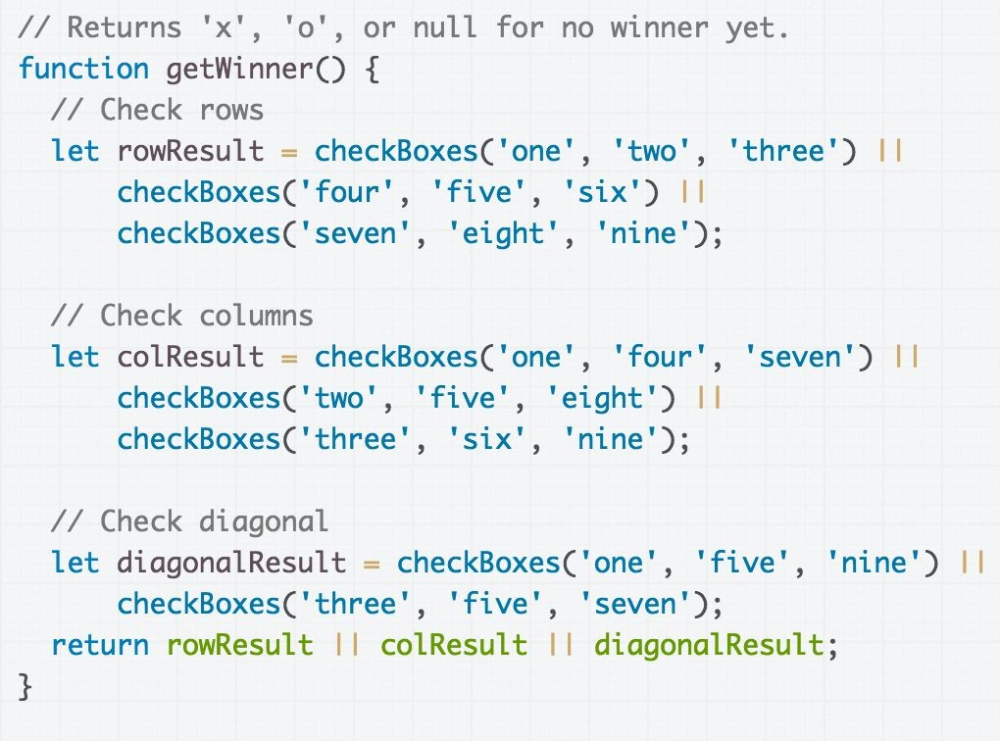 // Returns 'x', 'o', or null for no winner yet.
function getWinner() {
  // Check rows
  let rowResult = checkBoxes('one', 'two', 'three') ||
      checkBoxes('four', 'five', 'six') ||
      checkBoxes('seven', 'eight', 'nine');

  // Check columns
  let colResult = checkBoxes('one', 'four', 'seven') ||
      checkBoxes('two', 'five', 'eight') ||
      checkBoxes('three', 'six', 'nine');

  // Check diagonal
  let diagonalResult = checkBoxes('one', 'five', 'nine') ||
      checkBoxes('three', 'five', 'seven');
  return rowResult || colResult || diagonalResult;
}